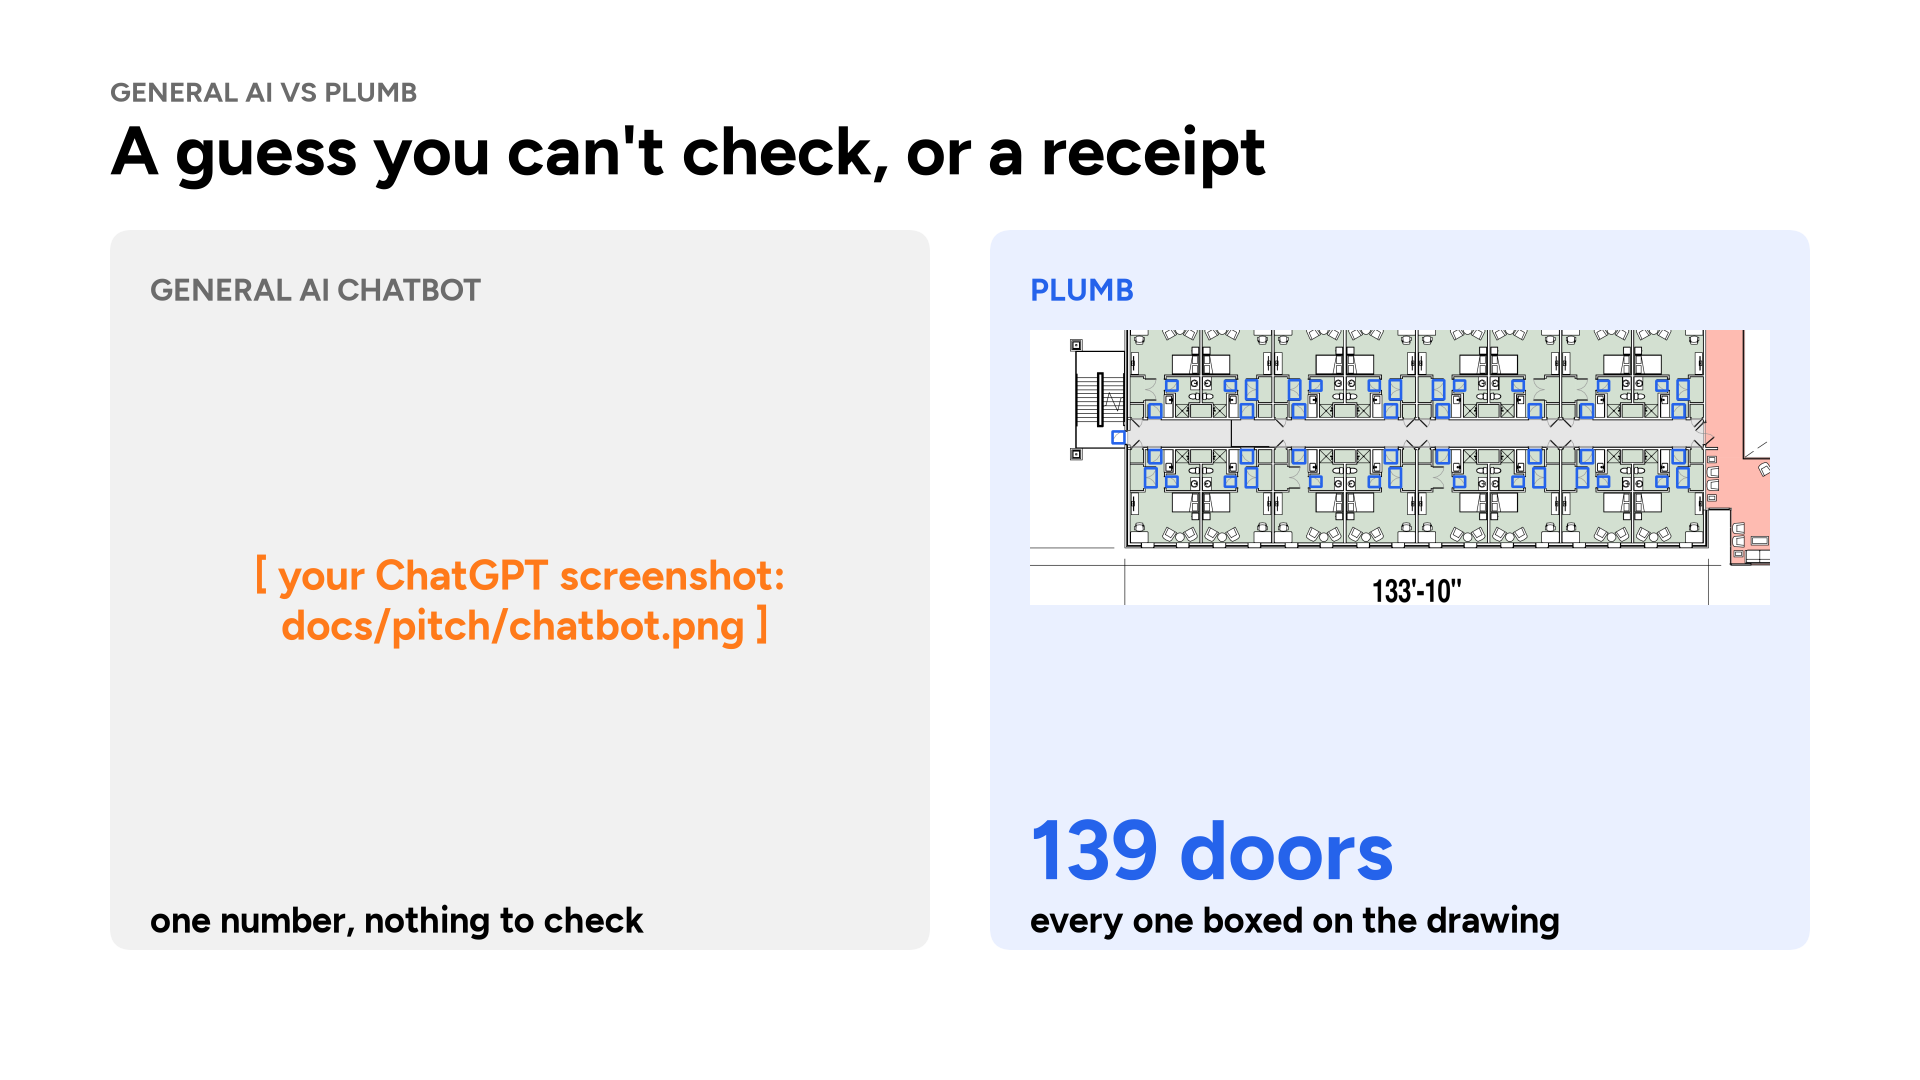 GENERAL AI VS PLUMB
A guess you can't check, or a receipt
GENERAL AI CHATBOT
[ your ChatGPT screenshot:
docs/pitch/chatbot.png ]
one number, nothing to check
PLUMB
133'-10"
139 doors
every one boxed on the drawing